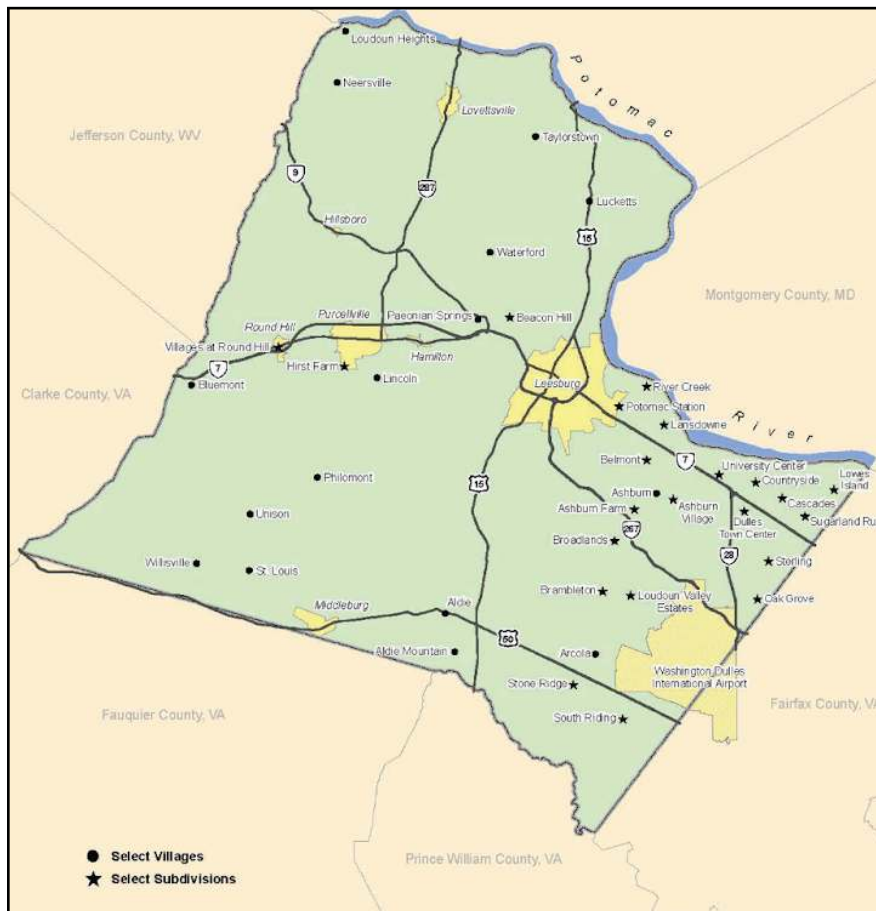 Loudoun Heights
Neersville
Potomac
Lovettsville
Jefferson County, WV
Taylorstown
9
287
Lucketts
Hillsboro
15
Waterford
Montgomery County, MD
Purcellville
Paeonian Springs
Beacon Hill
Round Hill
Villages at Round Hill
Hamilton
7
Hirst Farm
Lincoln
Leesburg
River Creek
Clarke County, VA
Bluemont
Potomac Station
Lansdowne
River
Belmont
7
University Center
Philomont
15
Countryside
Lowes
Island
Ashburn
Cascades
Ashburn
Village
Ashburn Farm
Unison
Dulles
Town Center
Sugarland Ru
267
Broadlands
28
Sterling
Willisville
St. Louis
Brambleton
Loudoun Valley
Estates
Oak Grove
Middleburg
Aldie
50
Aldie Mountain
Arcola
Washington Dulles
International Airport
Stone Ridge
Fauquier County, VA
Fairfax County, VA
South Riding
Select Villages
Select Subdivisions
Prince William County, VA